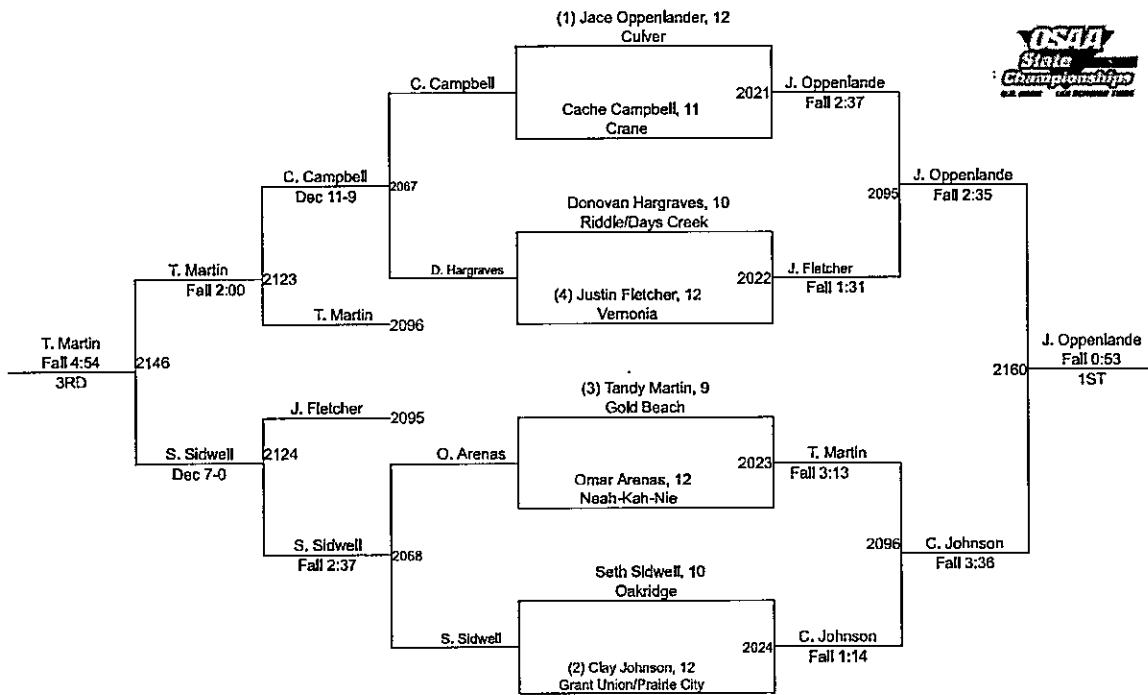 (1) Jace Oppenlander, 12
Culver
OSAA
State
Championships
C. Campbell
2021
J. Oppenlande
Fall 2:37
Cache Campbell, 11
Crane
C. Campbell
Dec 11-9
2067
2095
J. Oppenlande
Fall 2:35
Donovan Hargraves, 10
Riddle/Days Creek
T. Martin
Fall 2:00
2123
D. Hargraves
2022
J. Fletcher
Fall 1:31
(4) Justin Fletcher, 12
Vernonia
T. Martin
2096
T. Martin
Fall 4:54
3RD
2146
2160
J. Oppenlande
Fall 0:53
1ST
(3) Tandy Martin, 9
Gold Beach
J. Fletcher
2095
S. Sidwell
Dec 7-0
2124
O. Arenas
2023
T. Martin
Fall 3:13
Omar Arenas, 12
Neah-Kah-Nie
S. Sidwell
Fall 2:37
2068
2096
C. Johnson
Fall 3:36
Seth Sidwell, 10
Oakridge
S. Sidwell
2024
C. Johnson
Fall 1:14
(2) Clay Johnson, 12
Grant Union/Prairie City